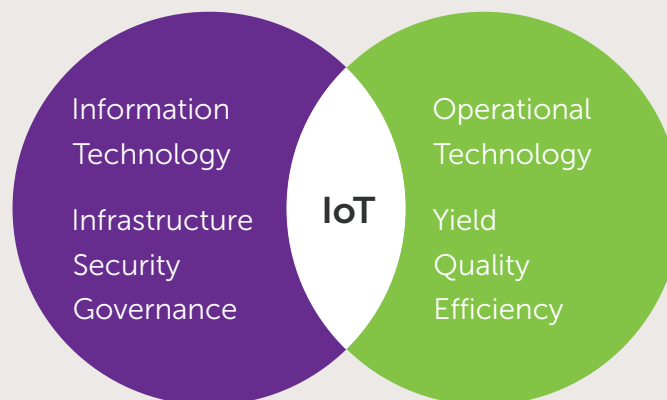 Information
Technology
Infrastructure
Security
Governance
IoT
Operational
Technology
Yield
Quality
Efficiency